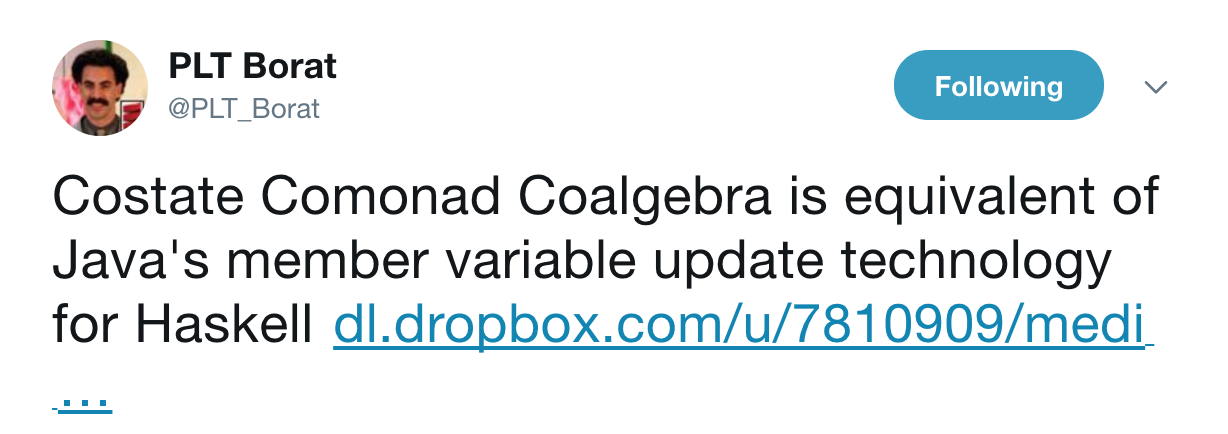 PLT Borat
@PLT_Borat
Following
Costate Comonad Coalgebra is equivalent of
Java's member variable update technology
for Haskell dl.dropbox.com/u/7810909/medi
...